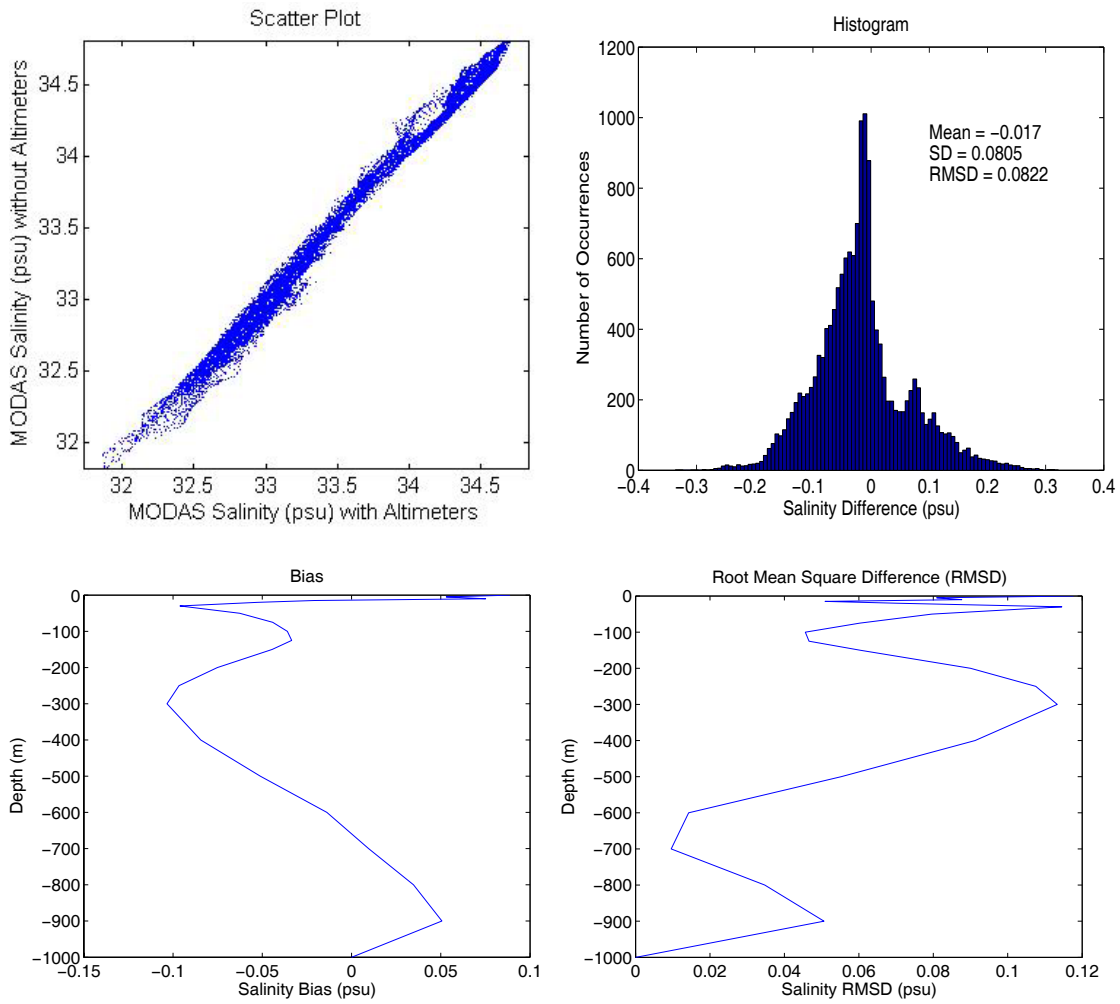 Scatter Plot
34.5
34
33.5
33
32.5
32
32 32.5 33 33.5 34 34.5
MODAS Salinity (psu) without Altimeters
MODAS Salinity (psu) with Altimeters
Histogram
1200
1000
800
600
400
200
0
−0.4 −0.3 −0.2 −0.1 0 0.1 0.2 0.3 0.4
Number of Occurrences
Salinity Difference (psu)
Mean = −0.017
SD = 0.0805
RMSD = 0.0822
Bias
0
−100
−200
−300
−400
−500
−600
−700
−800
−900
−1000
−0.15 −0.1 −0.05 0 0.05 0.1
Depth (m)
Salinity Bias (psu)
Root Mean Square Difference (RMSD)
0
−100
−200
−300
−400
−500
−600
−700
−800
−900
−1000
0 0.02 0.04 0.06 0.08 0.1 0.12
Depth (m)
Salinity RMSD (psu)